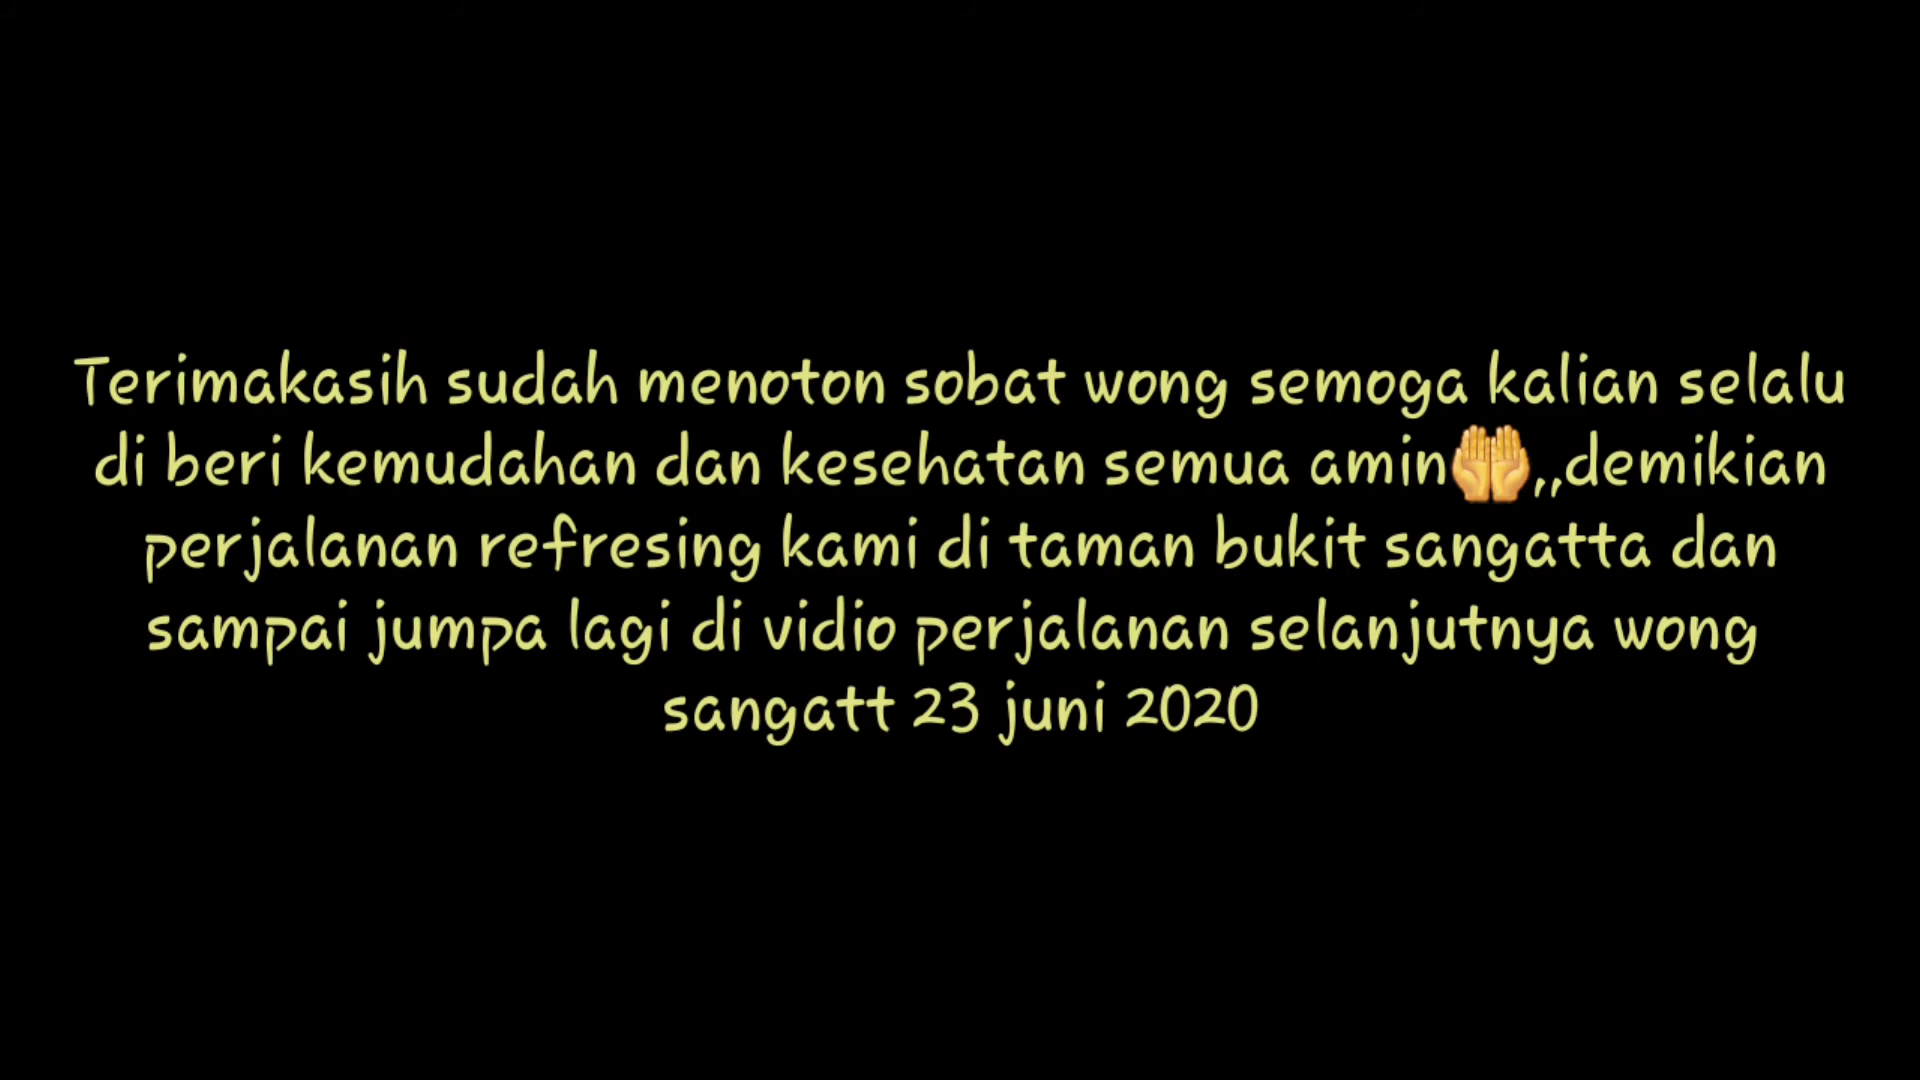 Terimakasih sudah menoton sobat wong semoga kalian selalu
di beri kemudahan dan kesehatan semua amin🤲,,demikian
perjalanan refresing kami di taman bukit sangatta dan
sampai jumpa lagi di vidio perjalanan selanjutnya wong
sangatt 23 juni 2020